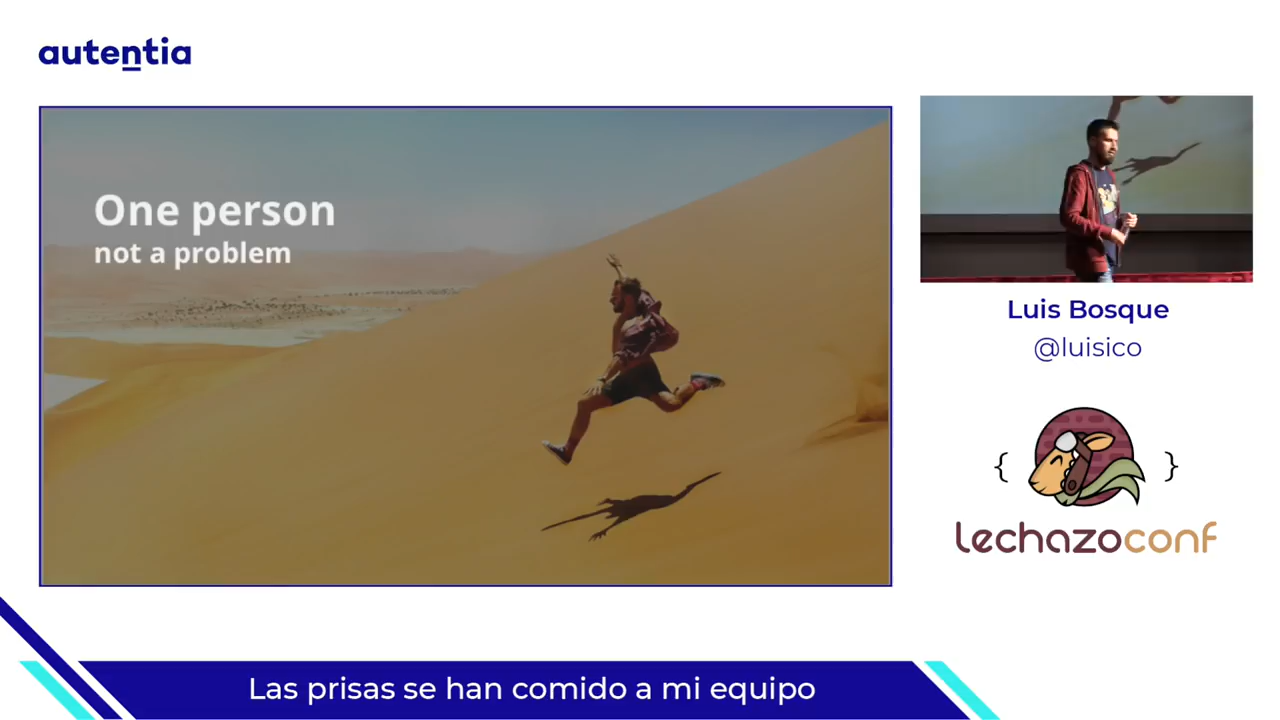 autentia
One person
not a problem
Luis Bosque
@luisico
{ }
lechazoconf
Las prisas se han comido a mi equipo